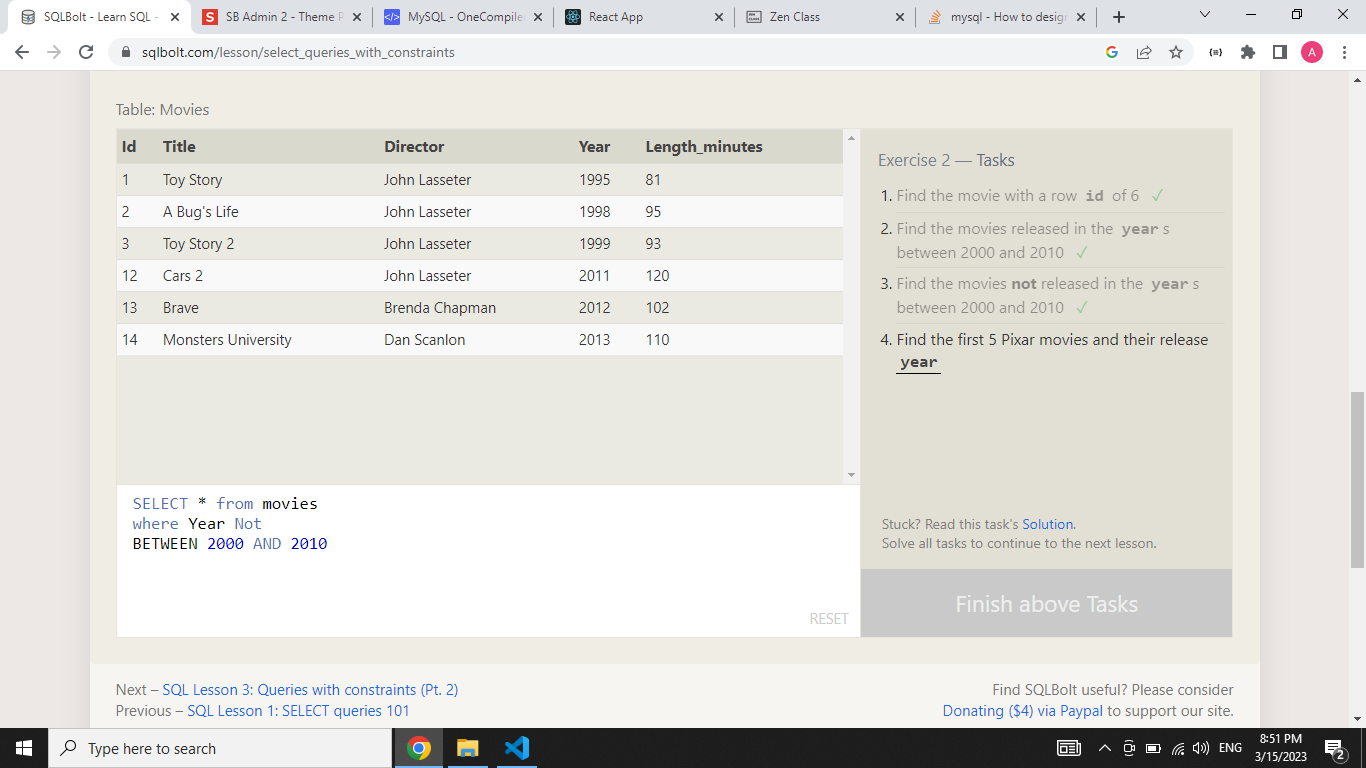 SQLBolt - Learn SQL -
SB Admin 2 - Theme P
MySQL - OneCompile
React App
Zen Class
mysql - How to desig
sqlbolt.com/lesson/select_queries_with_constraints
A
Table: Movies
Id Title Director Year Length_minutes
1 Toy Story John Lasseter 1995 81
2 A Bug's Life John Lasseter 1998 95
3 Toy Story 2 John Lasseter 1999 93
12 Cars 2 John Lasseter 2011 120
13 Brave Brenda Chapman 2012 102
14 Monsters University Dan Scanlon 2013 110
SELECT * from movies
where Year Not
BETWEEN 2000 AND 2010
RESET
Exercise 2 — Tasks
1. Find the movie with a row id of 6 ✓
2. Find the movies released in the year s
between 2000 and 2010 ✓
3. Find the movies not released in the year s
between 2000 and 2010 ✓
4. Find the first 5 Pixar movies and their release
year
Stuck? Read this task's Solution.
Solve all tasks to continue to the next lesson.
Finish above Tasks
Next – SQL Lesson 3: Queries with constraints (Pt. 2)
Previous – SQL Lesson 1: SELECT queries 101
Find SQLBolt useful? Please consider
Donating ($4) via Paypal to support our site.
Type here to search
ENG
8:51 PM
3/15/2023
2